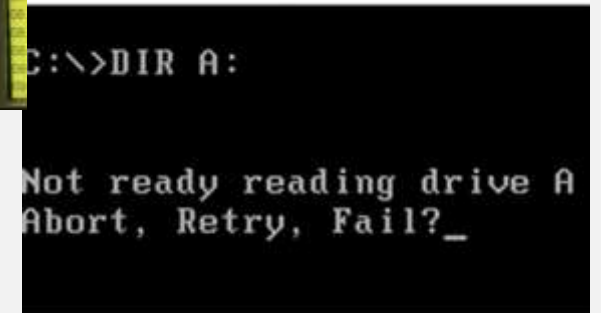 C:\>DIR A:
Not ready reading drive A
Abort, Retry, Fail?_